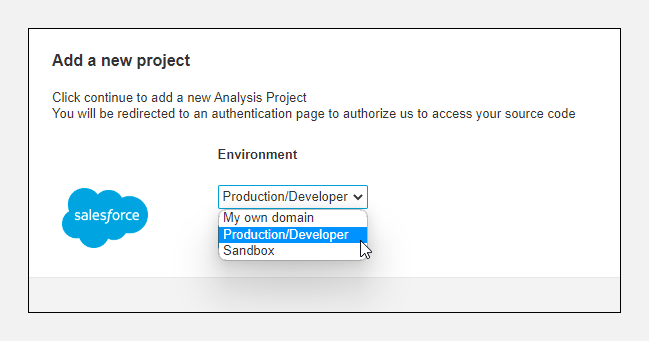 Add a new project
Click continue to add a new Analysis Project
You will be redirected to an authentication page to authorize us to access your source code
Environment
salesforce
Production/Developer
My own domain
Production/Developer
Sandbox